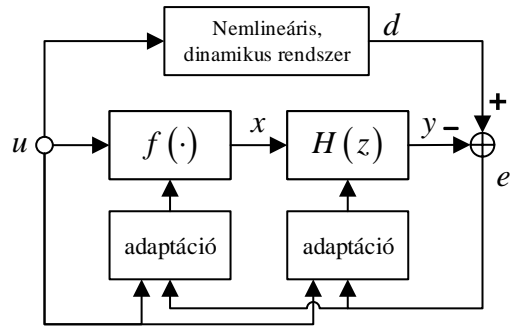 Nemlineáris,
dinamikus rendszer
d
+
u
f(·)
x
H(z)
y
−
e
adaptáció
adaptáció